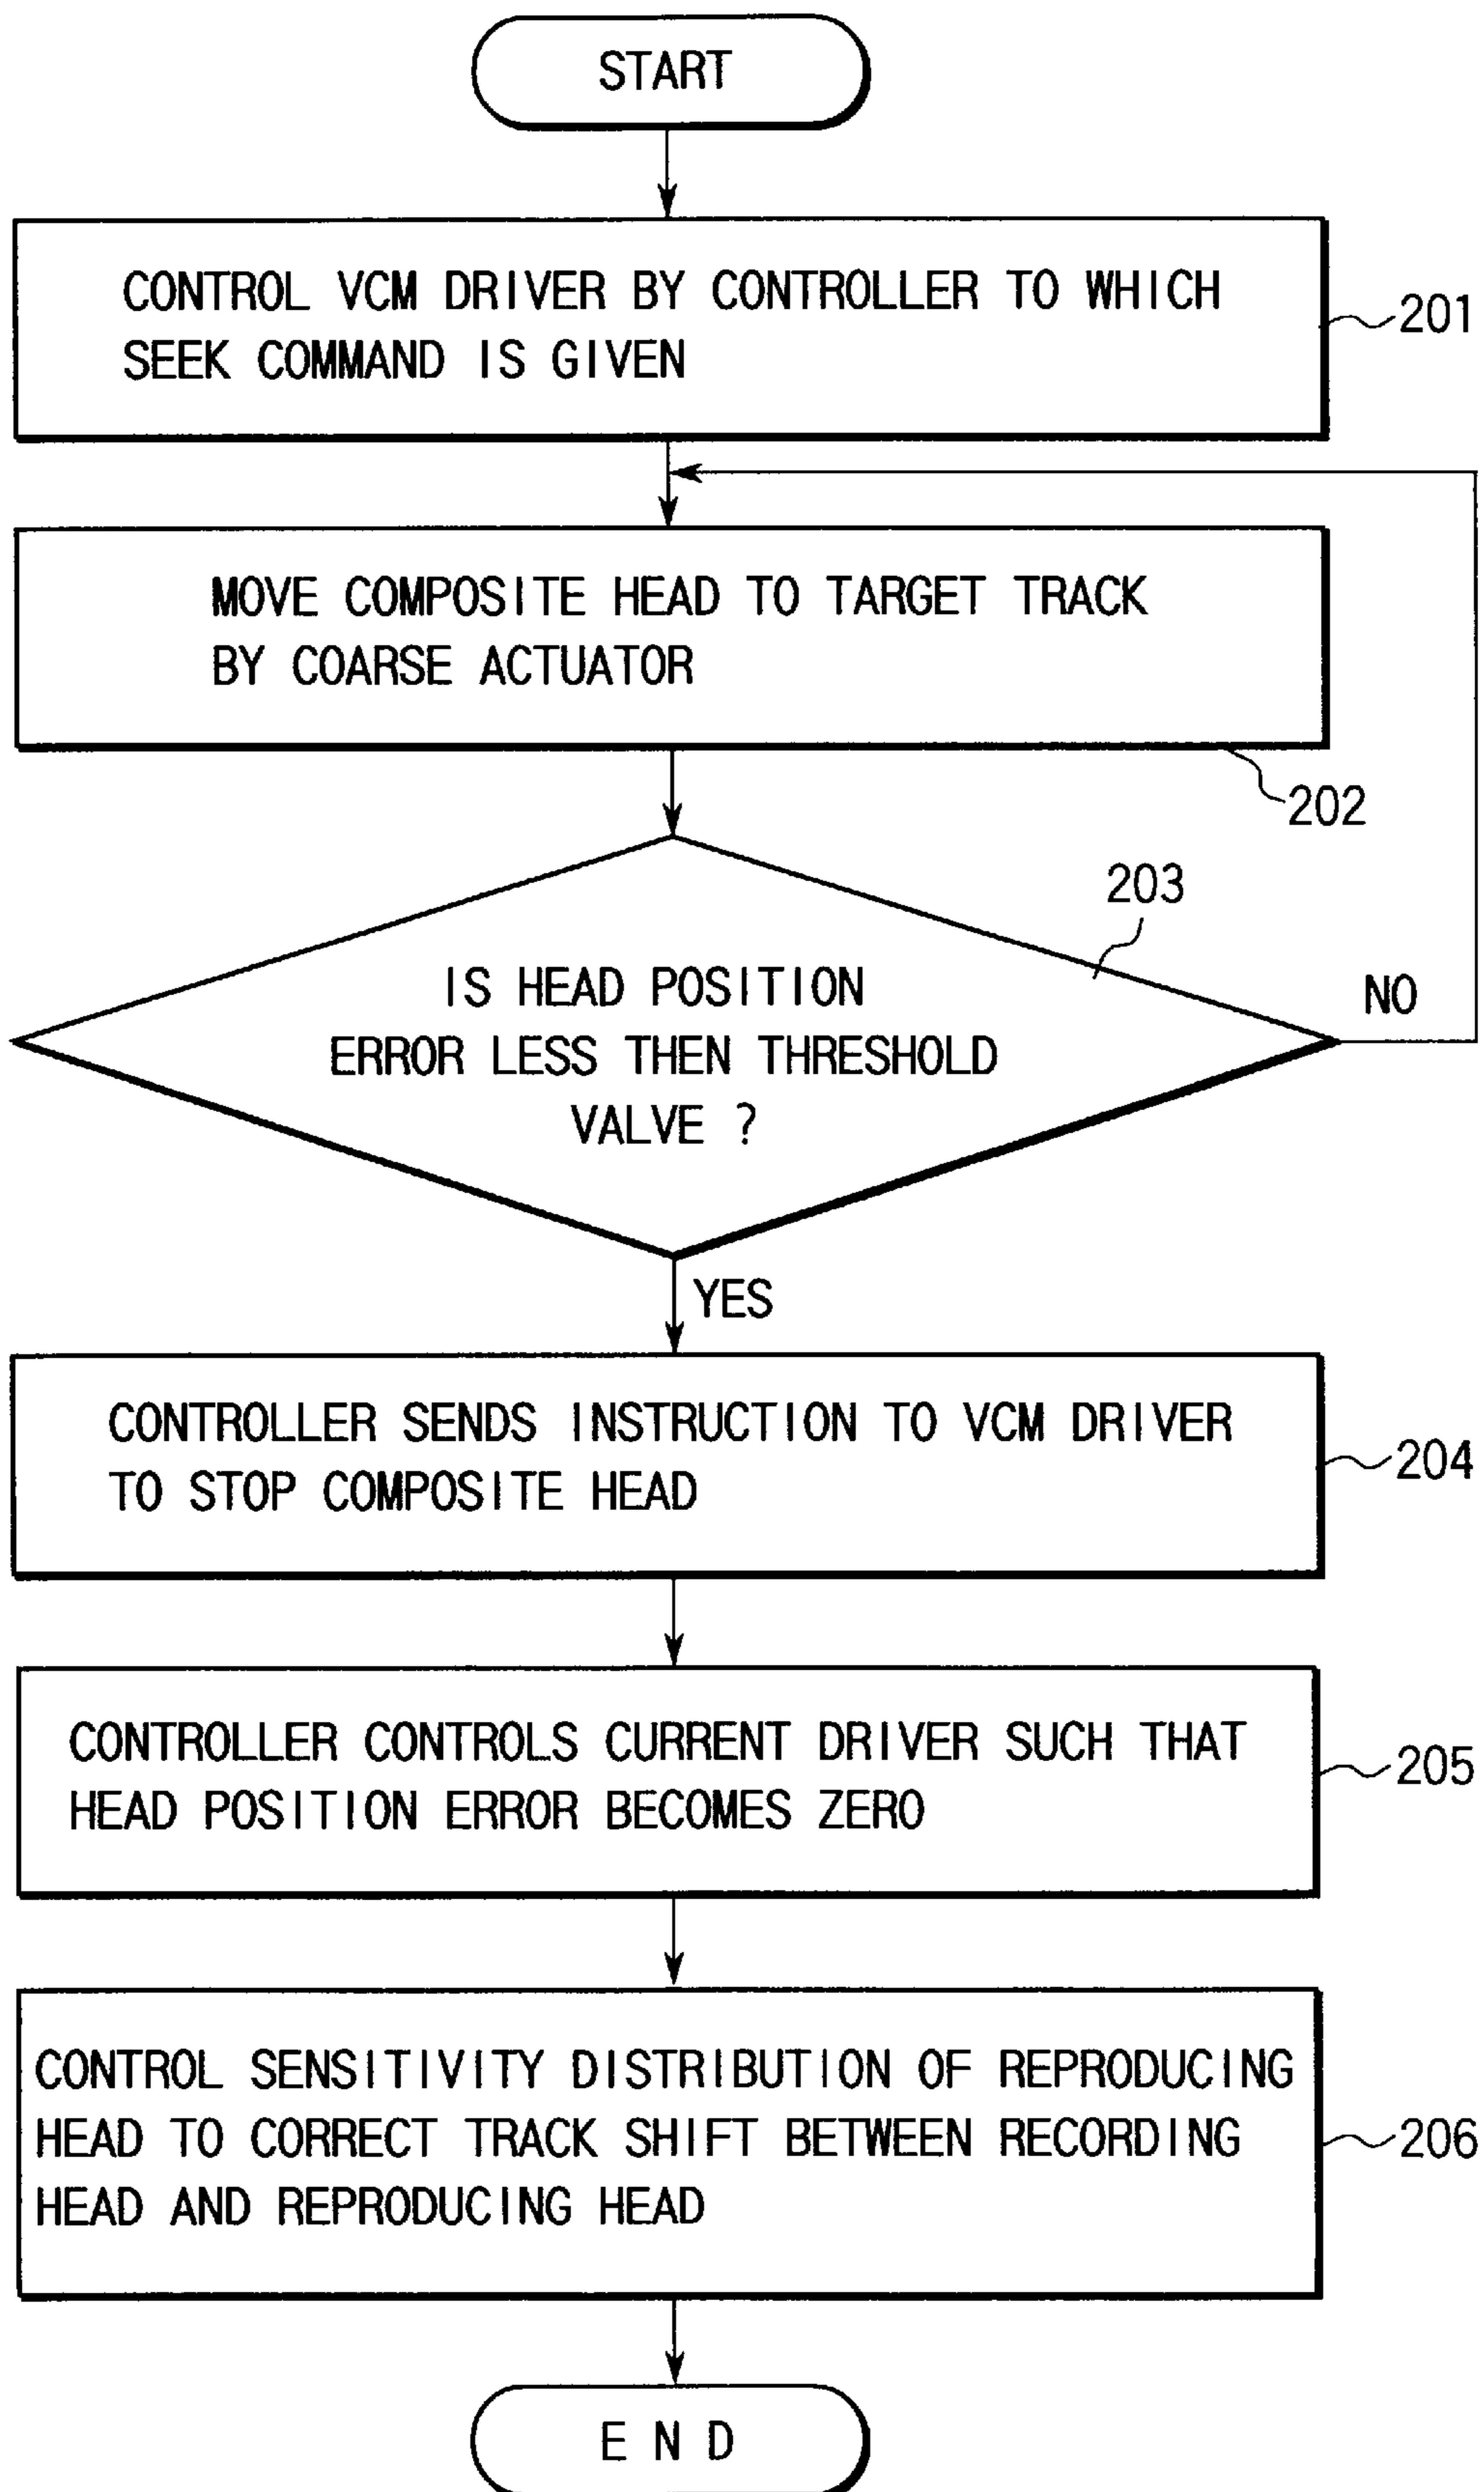 START
CONTROL VCM DRIVER BY CONTROLLER TO WHICH
SEEK COMMAND IS GIVEN
201
MOVE COMPOSITE HEAD TO TARGET TRACK
BY COARSE ACTUATOR
202
203
IS HEAD POSITION
ERROR LESS THEN THRESHOLD
VALVE ?
NO
YES
CONTROLLER SENDS INSTRUCTION TO VCM DRIVER
TO STOP COMPOSITE HEAD
204
CONTROLLER CONTROLS CURRENT DRIVER SUCH THAT
HEAD POSITION ERROR BECOMES ZERO
205
CONTROL SENSITIVITY DISTRIBUTION OF REPRODUCING
HEAD TO CORRECT TRACK SHIFT BETWEEN RECORDING
HEAD AND REPRODUCING HEAD
206
END